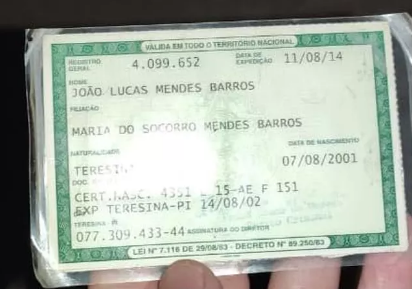 VÁLIDA EM TODO O TERRITÓRIO NACIONAL
REGISTRO GERAL 4.099.652 DATA DE EXPEDIÇÃO 11/08/14
NOME
JOÃO LUCAS MENDES BARROS
FILIAÇÃO
MARIA DO SOCORRO MENDES BARROS
NATURALIDADE DATA DE NASCIMENTO
TERESINA 07/08/2001
DOC.
CERT.NASC. 4351 L 15-AE F 151
EXP TERESINA-PI 14/08/02
TERESINA
077.309.433-44 ASSINATURA DO DIRETOR
LEI Nº 7.116 DE 29/08/83 - DECRETO Nº 89.250/83